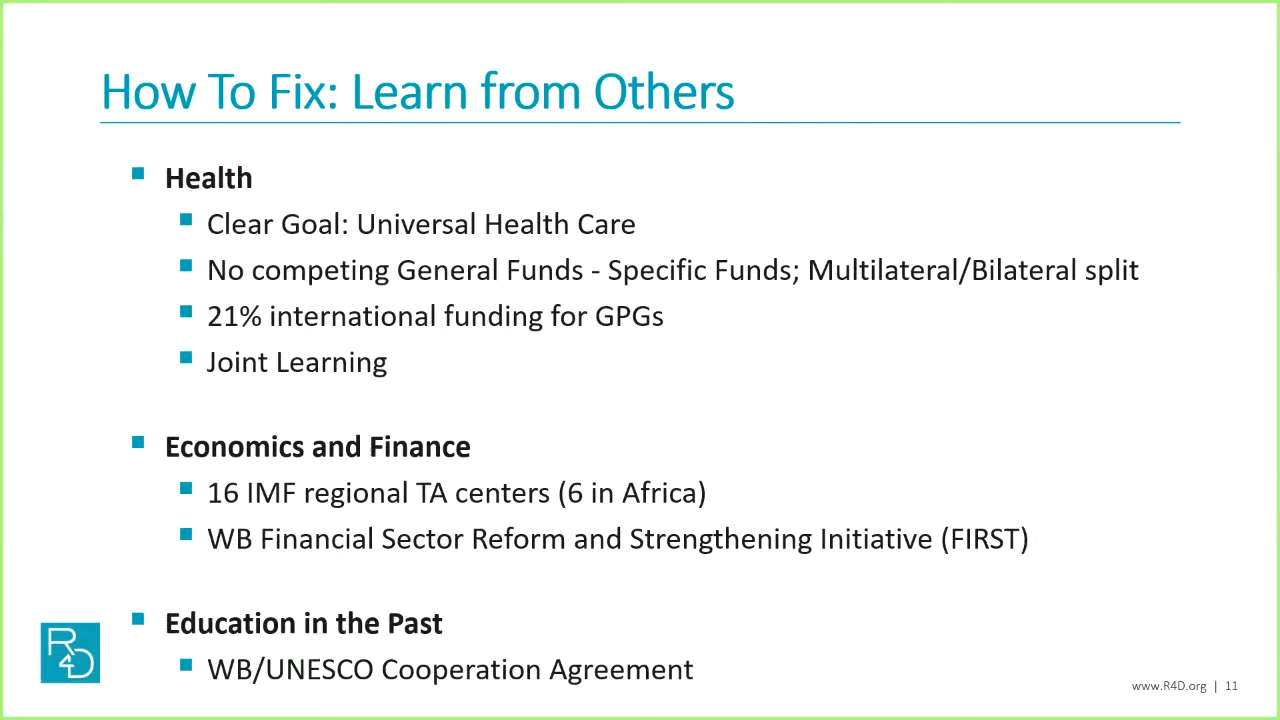 How To Fix: Learn from Others
Health
Clear Goal: Universal Health Care
No competing General Funds - Specific Funds; Multilateral/Bilateral split
21% international funding for GPGs
Joint Learning
Economics and Finance
16 IMF regional TA centers (6 in Africa)
WB Financial Sector Reform and Strengthening Initiative (FIRST)
Education in the Past
WB/UNESCO Cooperation Agreement
R4D
www.R4D.org | 11